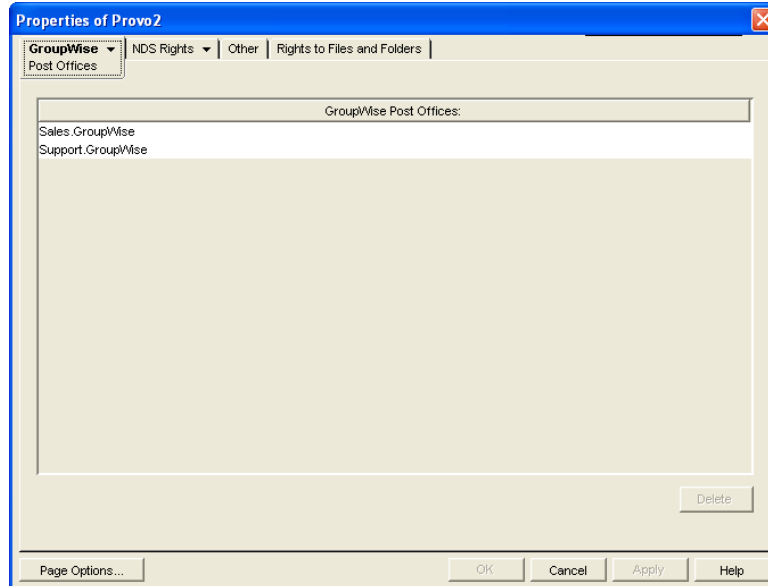 Properties of Provo2
GroupWise
NDS Rights
Other
Rights to Files and Folders
Post Offices
GroupWise Post Offices:
Sales.GroupWise
Support.GroupWise
Delete
Page Options...
OK
Cancel
Apply
Help